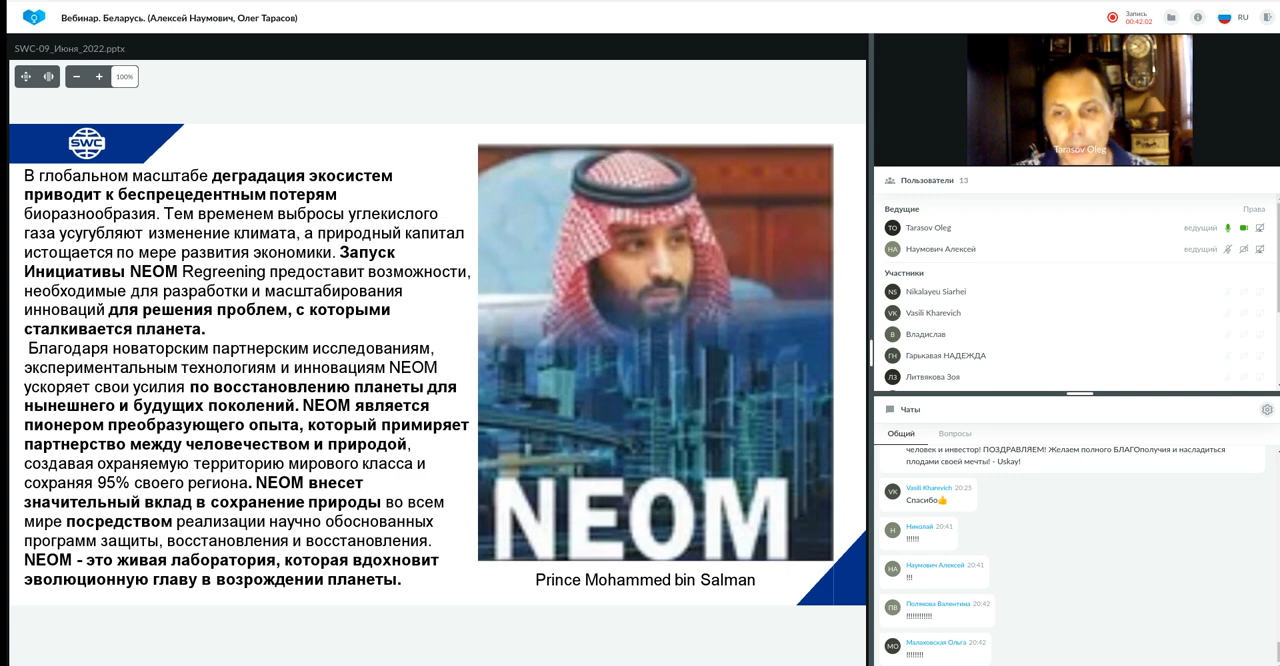 Вебинар. Беларусь. (Алексей Наумович, Олег Тарасов)
Запись
00:42:02
RU
SWC-09_Июня_2022.pptx
100%
SWC
В глобальном масштабе деградация экосистем
приводит к беспрецедентным потерям
биоразнообразия. Тем временем выбросы углекислого
газа усугубляют изменение климата, а природный капитал
истощается по мере развития экономики. Запуск
Инициативы NEOM Regreening предоставит возможности,
необходимые для разработки и масштабирования
инноваций для решения проблем, с которыми
сталкивается планета.
Благодаря новаторским партнерским исследованиям,
экспериментальным технологиям и инновациям NEOM
ускоряет свои усилия по восстановлению планеты для
нынешнего и будущих поколений. NEOM является
пионером преобразующего опыта, который примиряет
партнерство между человечеством и природой,
создавая охраняемую территорию мирового класса и
сохраняя 95% своего региона. NEOM внесет
значительный вклад в сохранение природы во всем
мире посредством реализации научно обоснованных
программ защиты, восстановления и восстановления.
NEOM - это живая лаборатория, которая вдохновит
эволюционную главу в возрождении планеты.
NEOM
Prince Mohammed bin Salman
Tarasov Oleg
Пользователи 13
Ведущие Права
TO Tarasov Oleg ведущий
НА Наумович Алексей ведущий
Участники
NS Nikalayeu Siarhei
VK Vasili Kharevich
В Владислав
ГН Горькавая НАДЕЖДА
ЛЗ Литвякова Зоя
Чаты
Общий Вопросы
человек и инвестор! ПОЗДРАВЛЯЕМ! Желаем полного БЛАГОполучия и насладиться
плодами своей мечты! - Uskay!
VK Vasili Kharevich 20:25
Спасибо👍
Н Николай 20:41
!!!!!!
НА Наумович Алексей 20:41
!!!
ПВ Полякова Валентина 20:42
!!!!!!!!!!!!
МО Малаховская Ольга 20:42
!!!!!!!!